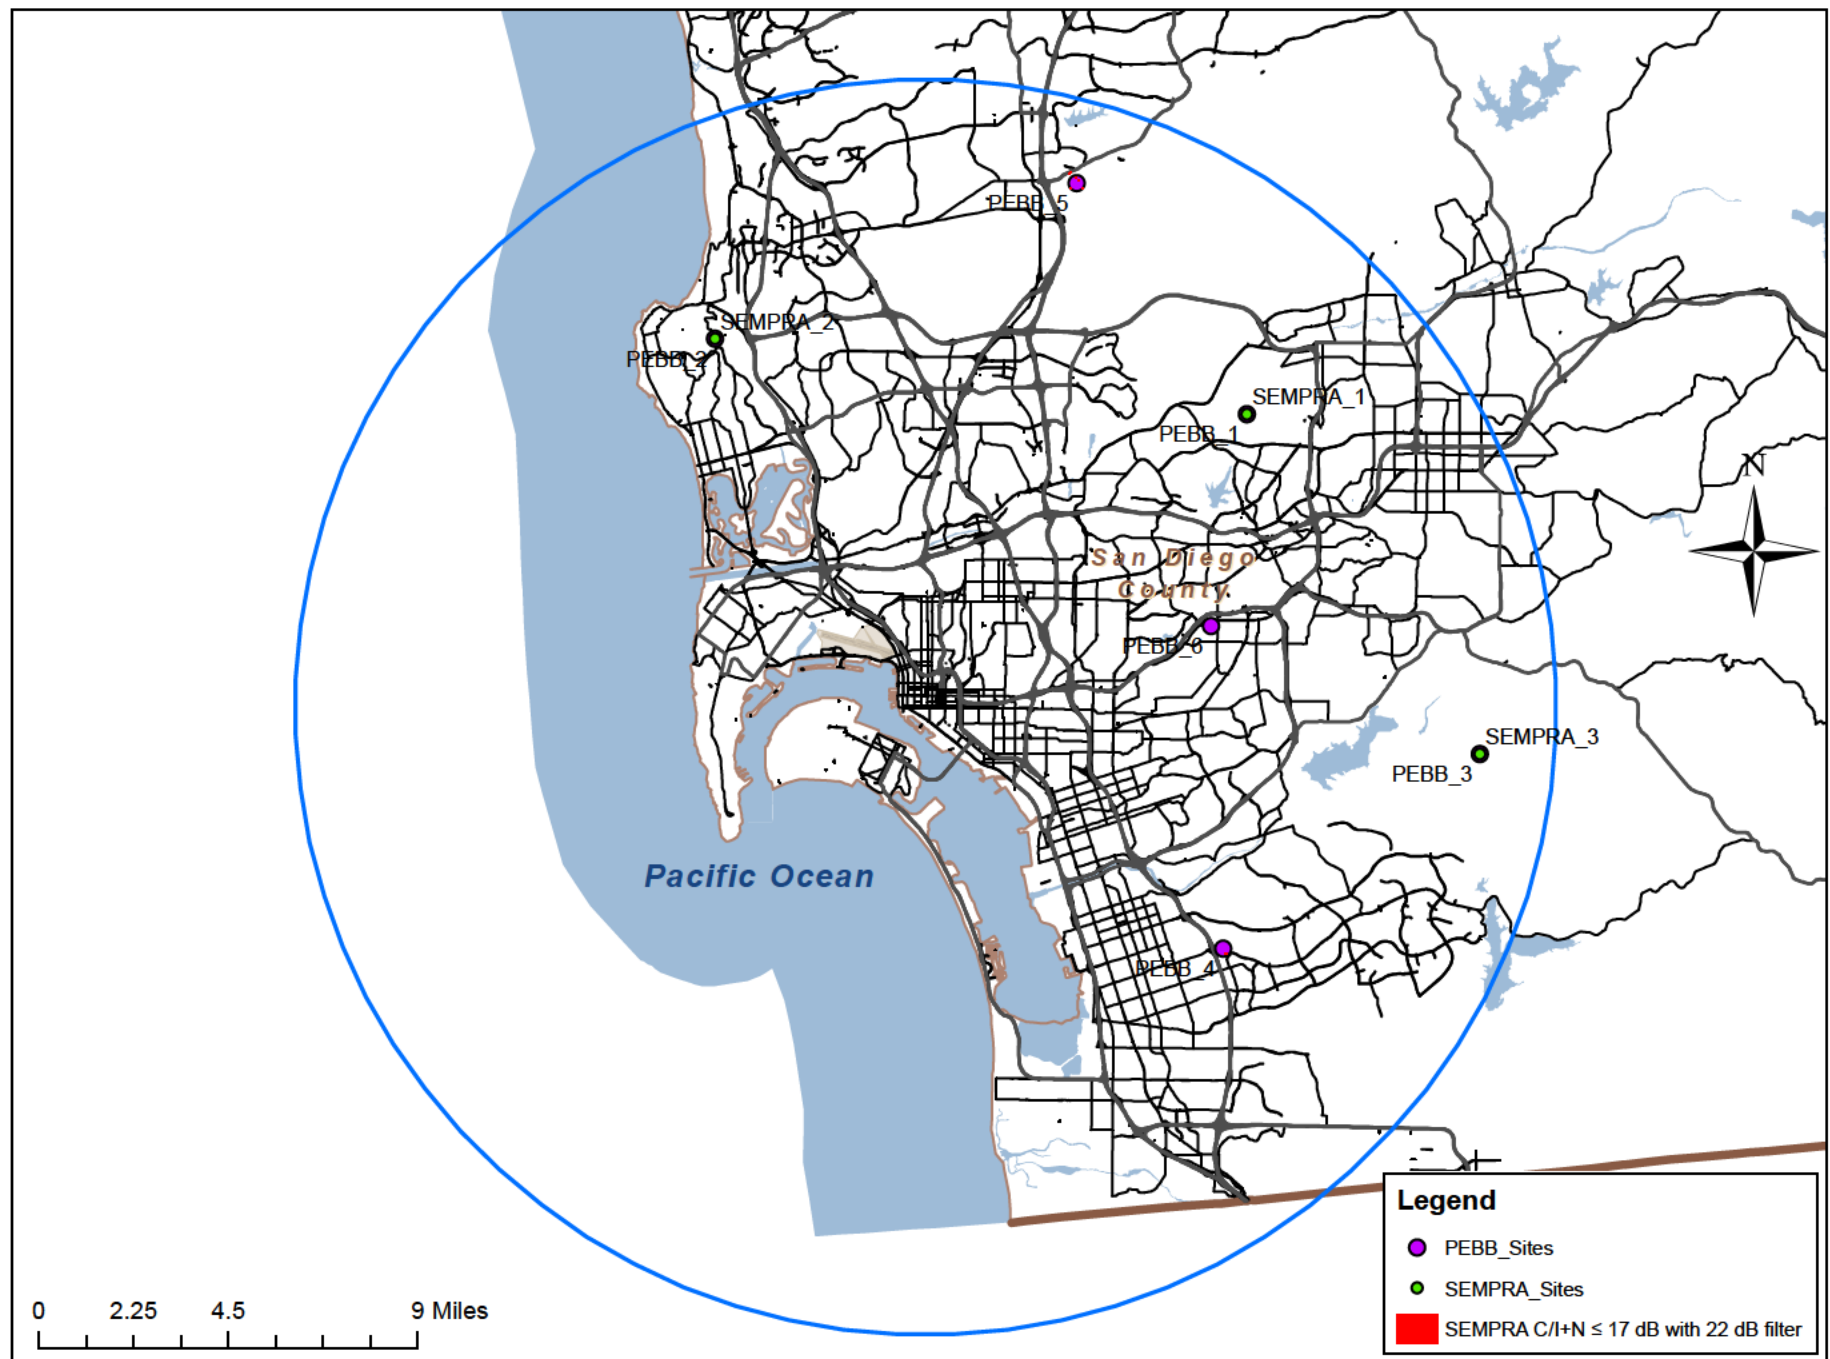 PEBB_5
SEMPRA_2
PEBB_2
SEMPRA_1
PEBB_1
N
San Diego
County
PEBB_6
SEMPRA_3
PEBB_3
Pacific Ocean
PEBB_4
Legend
PEBB_Sites
SEMPRA_Sites
SEMPRA C/I+N ≤ 17 dB with 22 dB filter
0 2.25 4.5 9 Miles